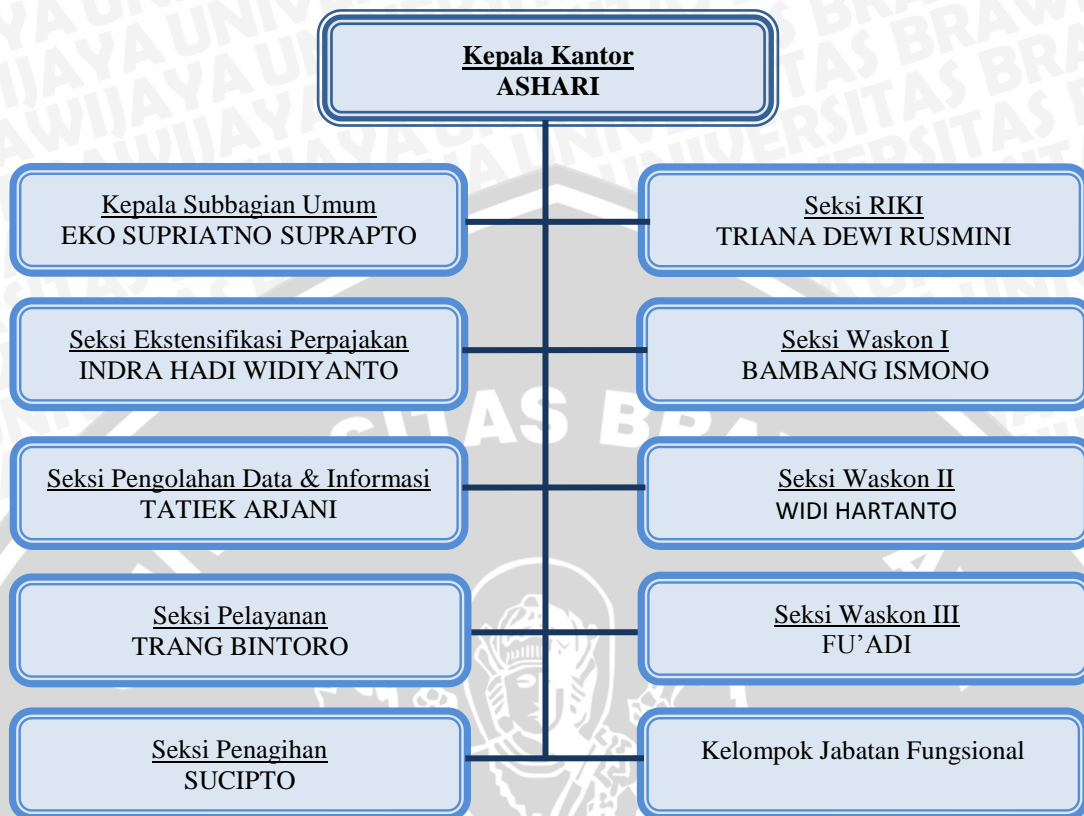 Kepala Kantor
ASHARI
Kepala Subbagian Umum
EKO SUPRIATNO SUPRAPTO
Seksi RIKI
TRIANA DEWI RUSMINI
Seksi Ekstensifikasi Perpajakan
INDRA HADI WIDIYANTO
Seksi Waskon I
BAMBANG ISMONO
Seksi Pengolahan Data & Informasi
TATIEK ARJANI
Seksi Waskon II
WIDI HARTANTO
Seksi Pelayanan
TRANG BINTORO
Seksi Waskon III
FU’ADI
Seksi Penagihan
SUCIPTO
Kelompok Jabatan Fungsional